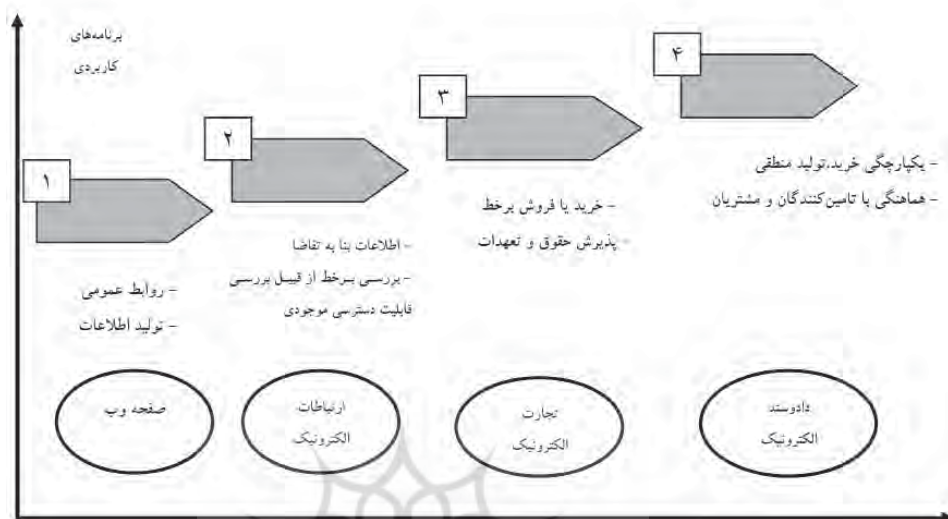 برنامه‌های
کاربردی
۱
- روابط عمومی
- تولید اطلاعات
صفحه وب
۲
- اطلاعات بنا به تقاضا
- بررسی برخط از قبیل بررسی
قابلیت دسترسی موجودی
ارتباطات
الکترونیک
۳
- خرید یا فروش برخط
- پذیرش حقوق و تعهدات
تجارت
الکترونیک
۴
- یکپارچگی خرید،تولید منطقی
- هماهنگی با تامین‌کنندگان و مشتریان
دادوستد
الکترونیک